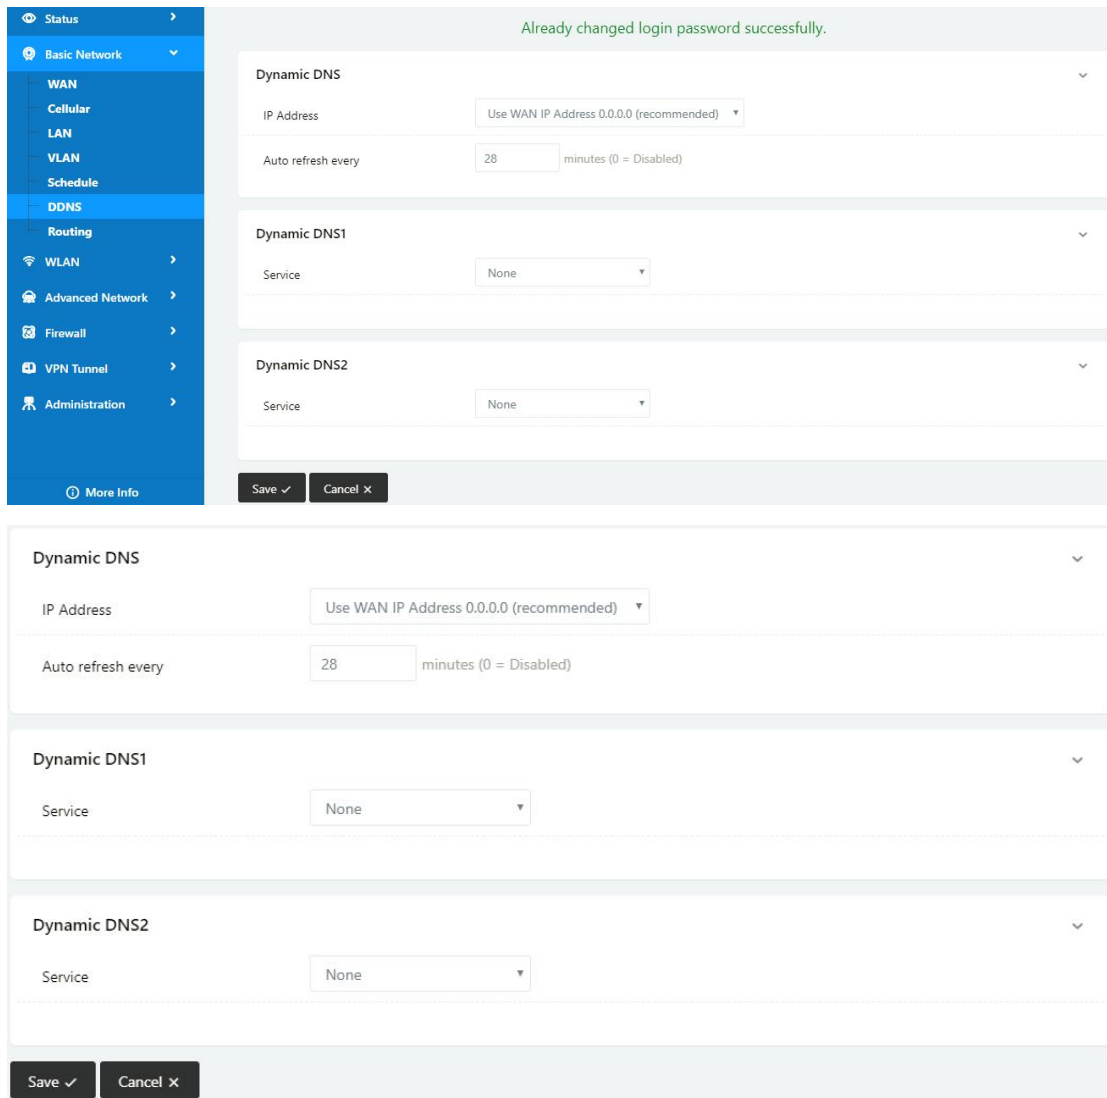 Status
Basic Network
WAN
Cellular
LAN
VLAN
Schedule
DDNS
Routing
WLAN
Advanced Network
Firewall
VPN Tunnel
Administration
More Info
Already changed login password successfully.
Dynamic DNS
IP Address Use WAN IP Address 0.0.0.0 (recommended)
Auto refresh every 28 minutes (0 = Disabled)
Dynamic DNS1
Service None
Dynamic DNS2
Service None
Save Cancel
Dynamic DNS
IP Address Use WAN IP Address 0.0.0.0 (recommended)
Auto refresh every 28 minutes (0 = Disabled)
Dynamic DNS1
Service None
Dynamic DNS2
Service None
Save Cancel